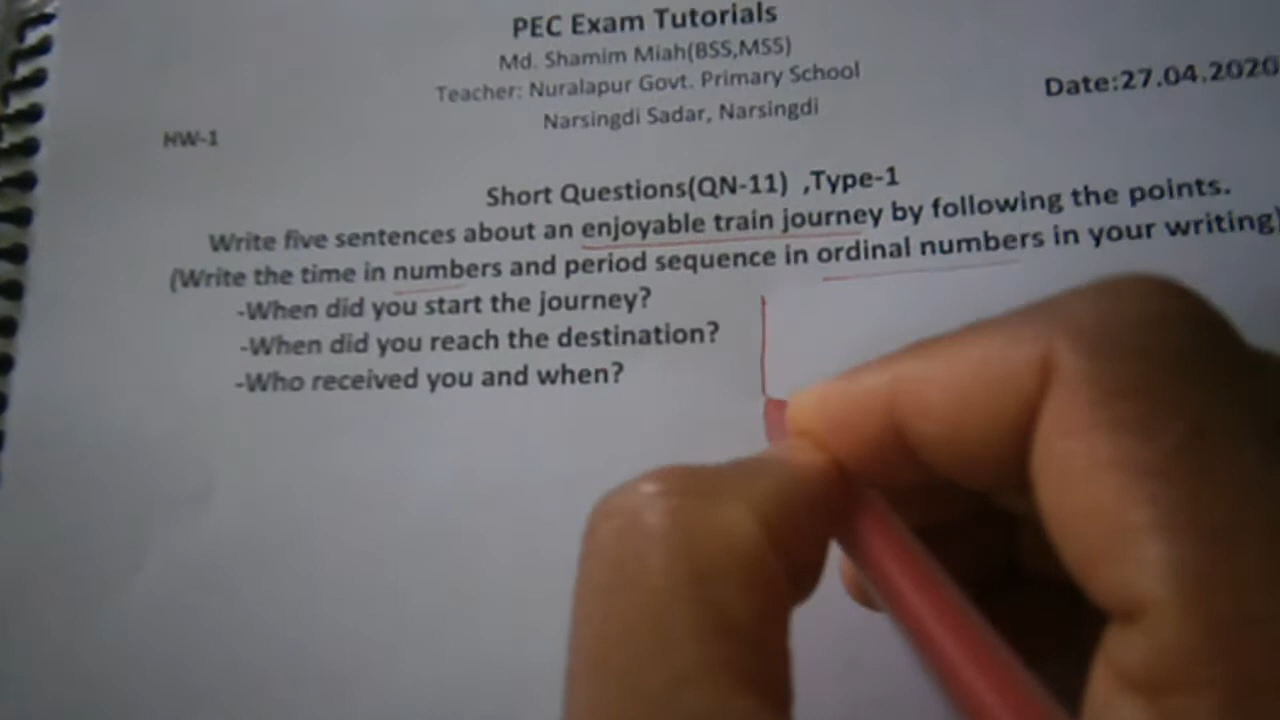 PEC Exam Tutorials
Md. Shamim Miah(BSS,MSS)
Teacher: Nuralapur Govt. Primary School
Date:27.04.2020
Narsingdi Sadar, Narsingdi
HW-1
Short Questions(QN-11) ,Type-1
Write five sentences about an enjoyable train journey by following the points.
(Write the time in numbers and period sequence in ordinal numbers in your writing)
-When did you start the journey?
-When did you reach the destination?
-Who received you and when?